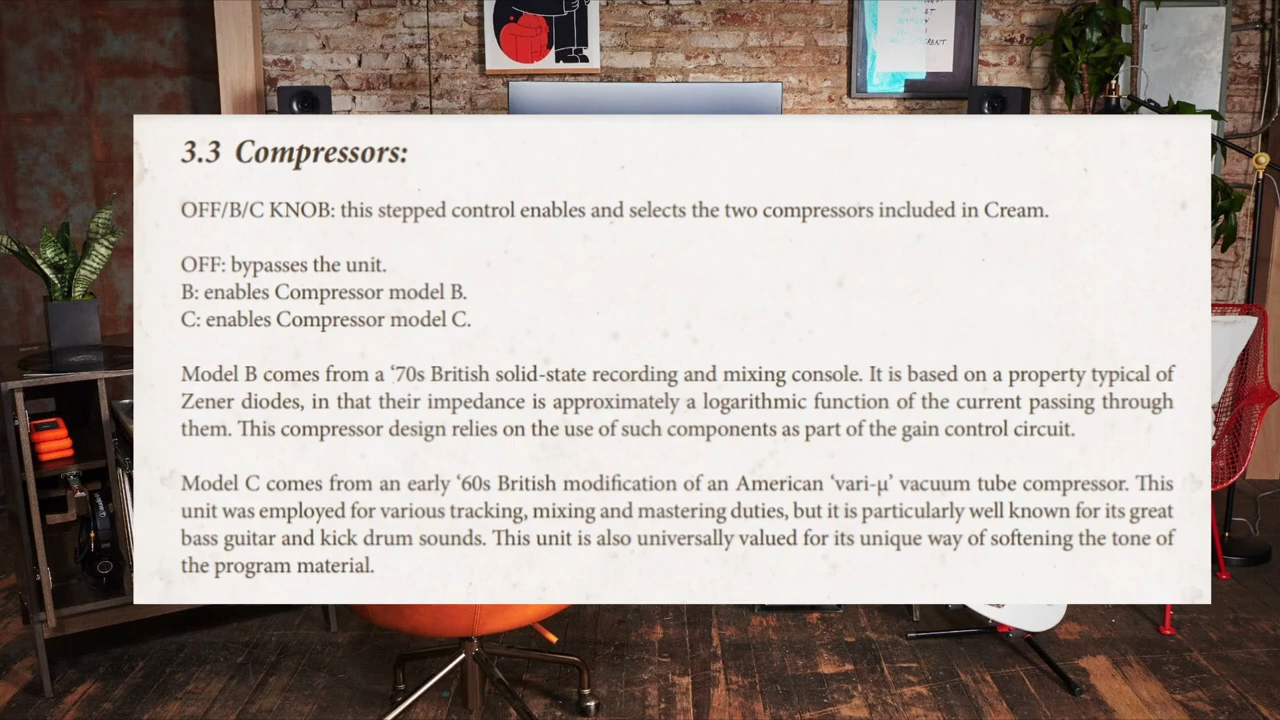 3.3 Compressors:
OFF/B/C KNOB: this stepped control enables and selects the two compressors included in Cream.
OFF: bypasses the unit.
B: enables Compressor model B.
C: enables Compressor model C.
Model B comes from a ‘70s British solid-state recording and mixing console. It is based on a property typical of
Zener diodes, in that their impedance is approximately a logarithmic function of the current passing through
them. This compressor design relies on the use of such components as part of the gain control circuit.
Model C comes from an early ‘60s British modification of an American ‘vari-μ’ vacuum tube compressor. This
unit was employed for various tracking, mixing and mastering duties, but it is particularly well known for its great
bass guitar and kick drum sounds. This unit is also universally valued for its unique way of softening the tone of
the program material.